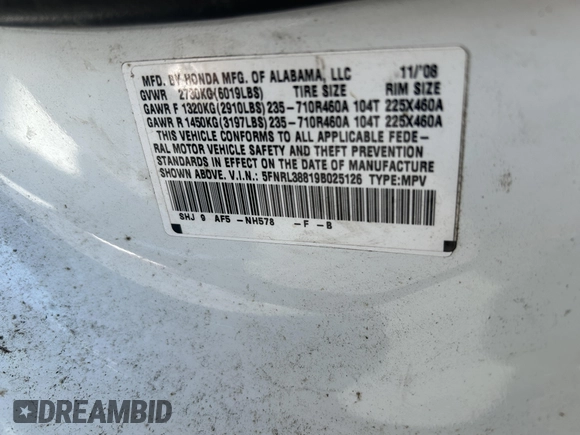 MFD. BY HONDA MFG. OF ALABAMA, LLC 11/'08
GVWR 2730KG(6019LBS) TIRE SIZE RIM SIZE
GAWR F 1320KG(2910LBS) 235-710R460A 104T 225X460A
GAWR R 1450KG(3197LBS) 235-710R460A 104T 225X460A
THIS VEHICLE CONFORMS TO ALL APPLICABLE FEDE-
RAL MOTOR VEHICLE SAFETY AND THEFT PREVENTION
STANDARDS IN EFFECT ON THE DATE OF MANUFACTURE
SHOWN ABOVE. V.I.N.: 5FNRL38819B025126 TYPE:MPV
SHJ 9 AF5 -NH578 -F -B
DREAMBID